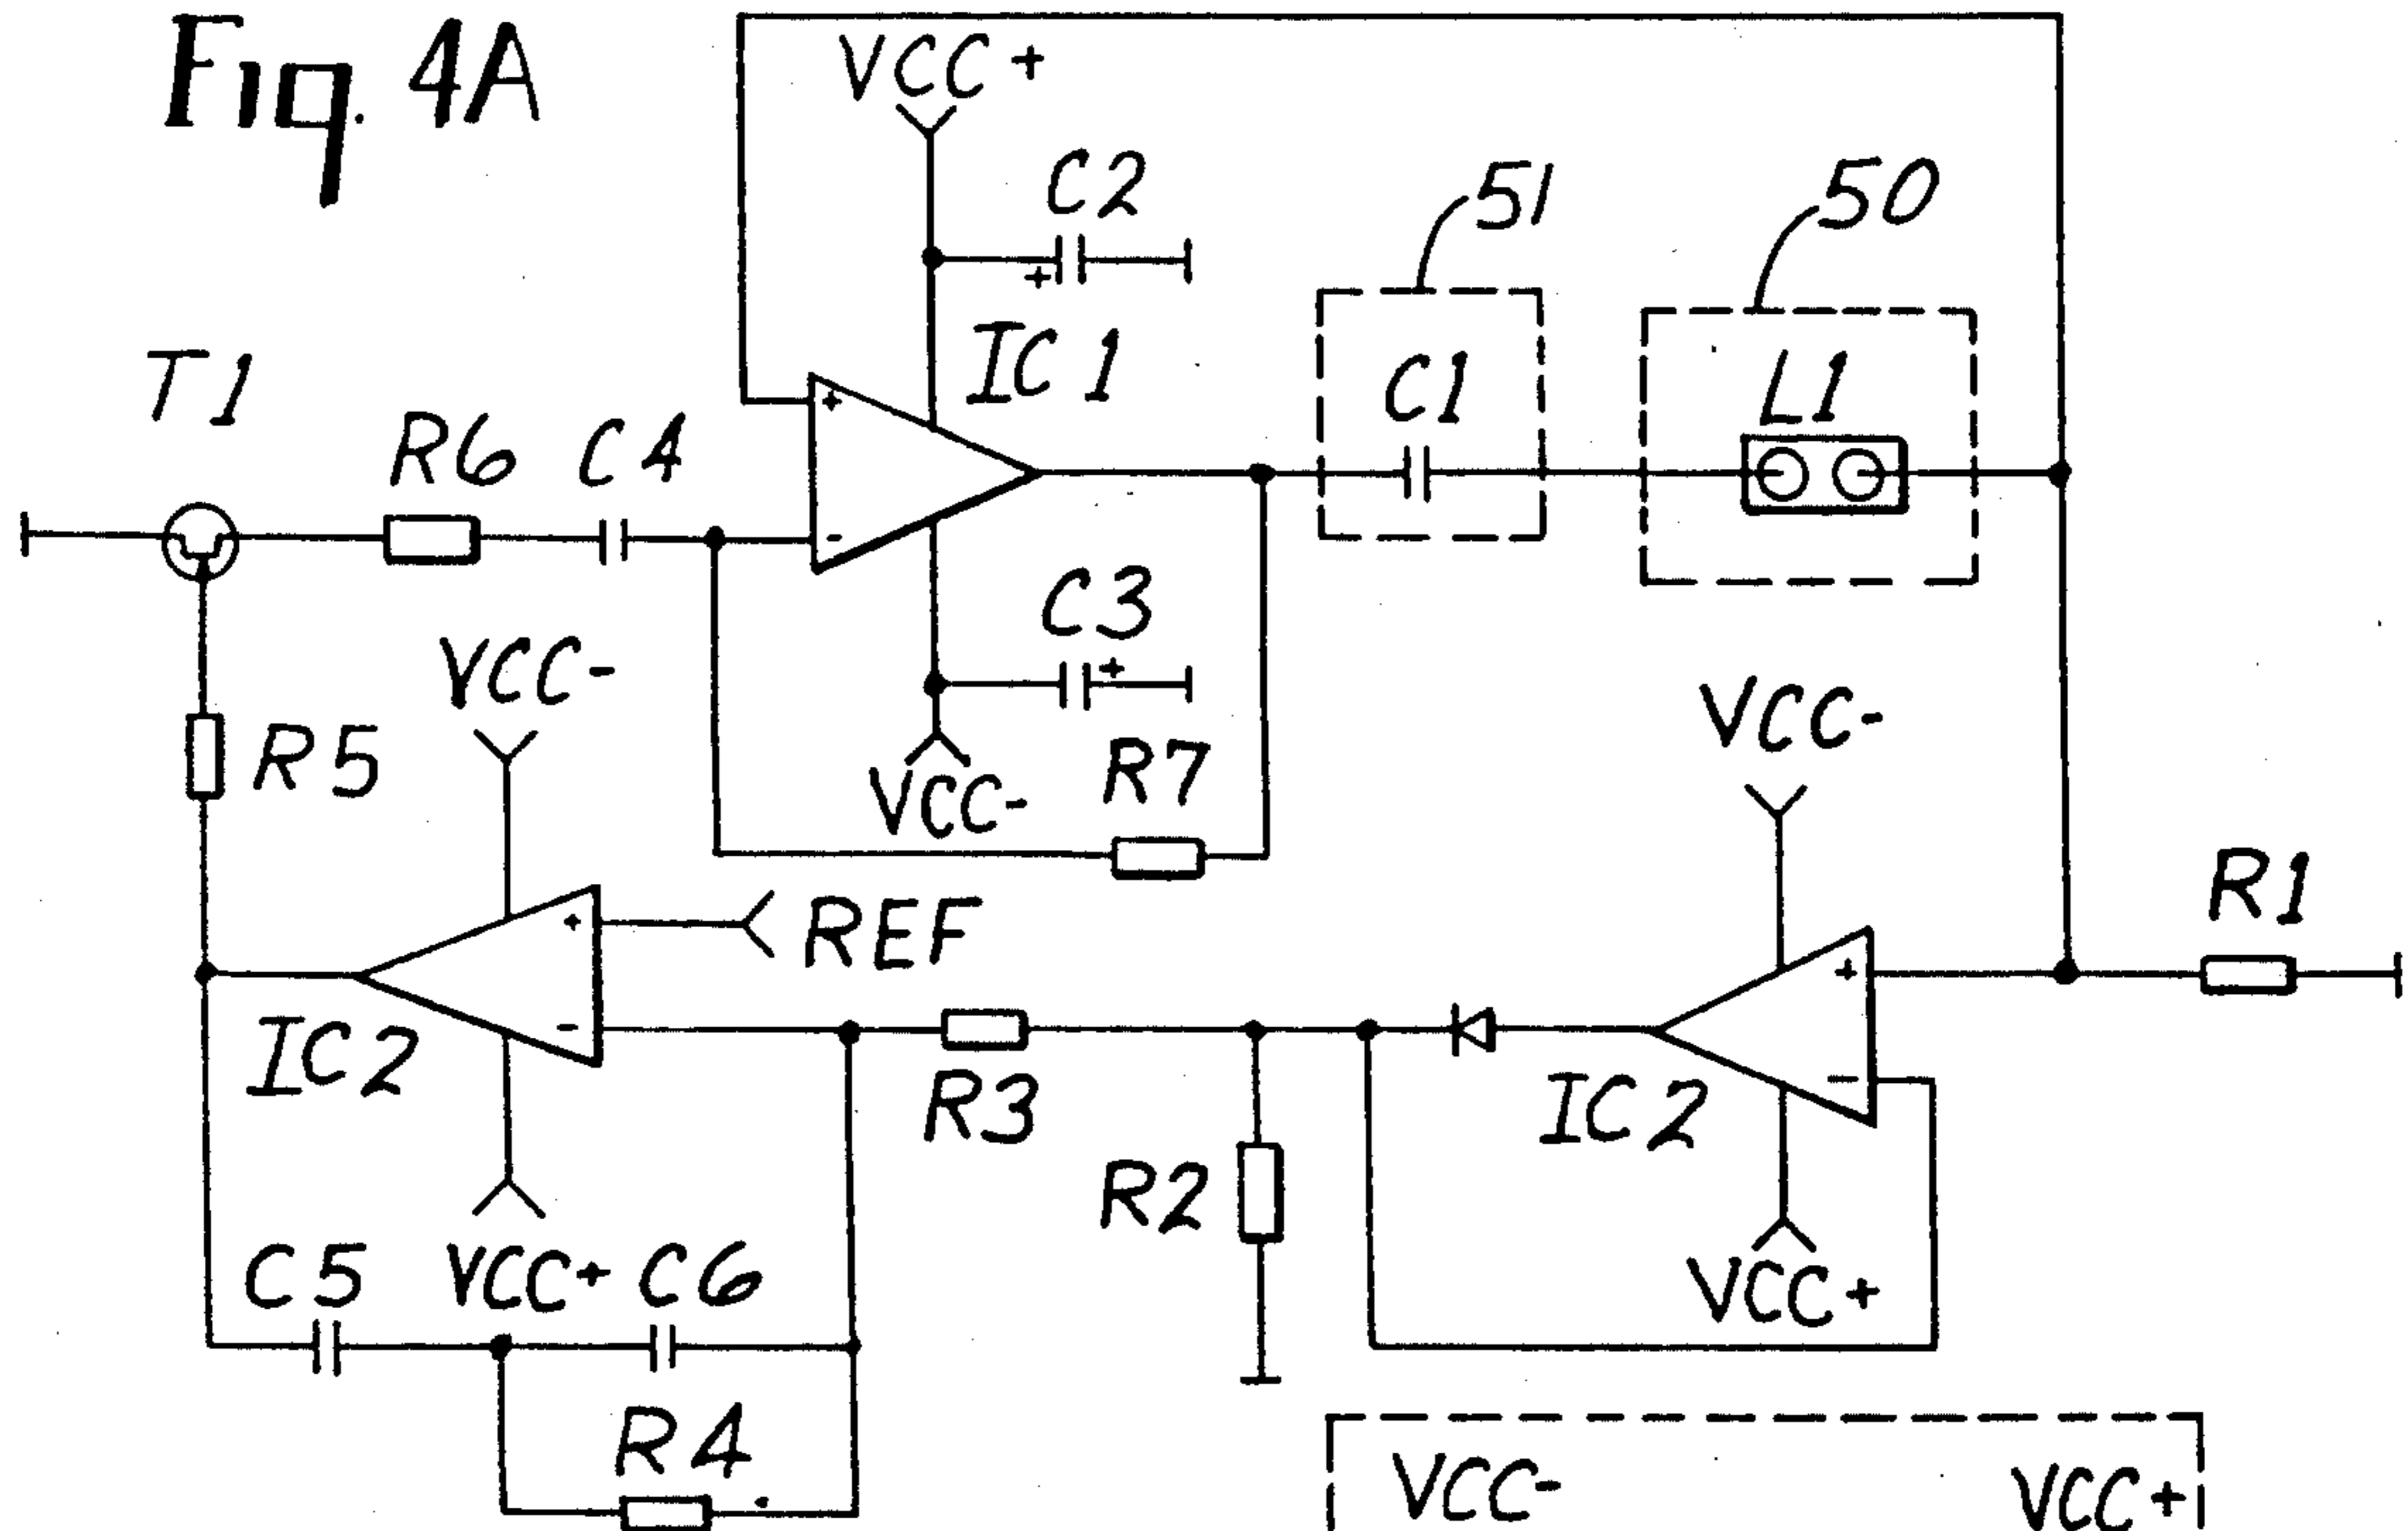 Fig. 4A
VCC+
C2
51
50
IC1
T1
R6
C4
+
-
+
C1
L1
C3
+
VCC-
VCC-
VCC-
R5
R7
R1
REF
+
-
+
-
IC2
R3
IC2
R2
C5
VCC+
C6
VCC+
R4
VCC-
VCC+